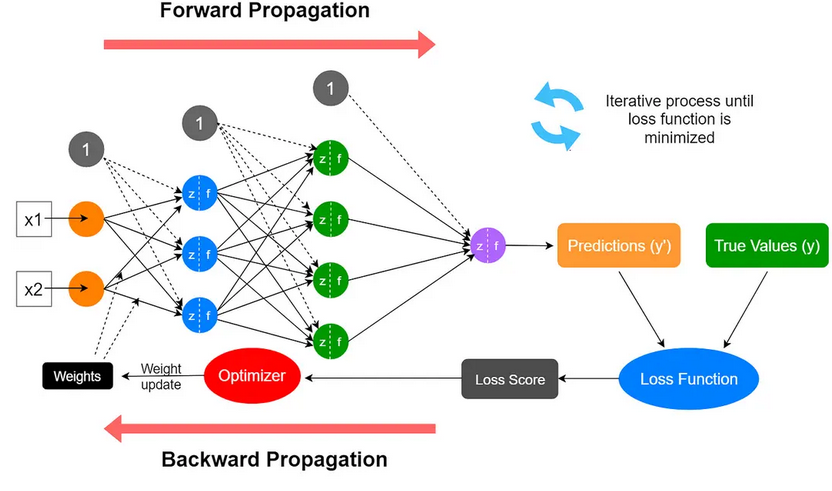 Forward Propagation
1
1
1
Iterative process until
loss function is
minimized
z f
z f
z f
z f
z f
z f
z f
z f
x1
x2
Predictions (y')
True Values (y)
Weights
Weight
update
Optimizer
Loss Score
Loss Function
Backward Propagation